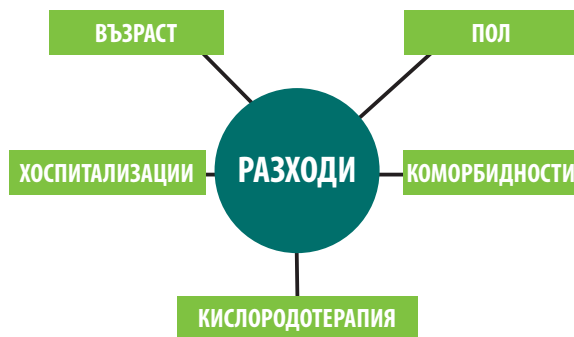 ВЪЗРАСТ
ПОЛ
ХОСПИТАЛИЗАЦИИ
РАЗХОДИ
КОМОРБИДНОСТИ
КИСЛОРОДОТЕРАПИЯ